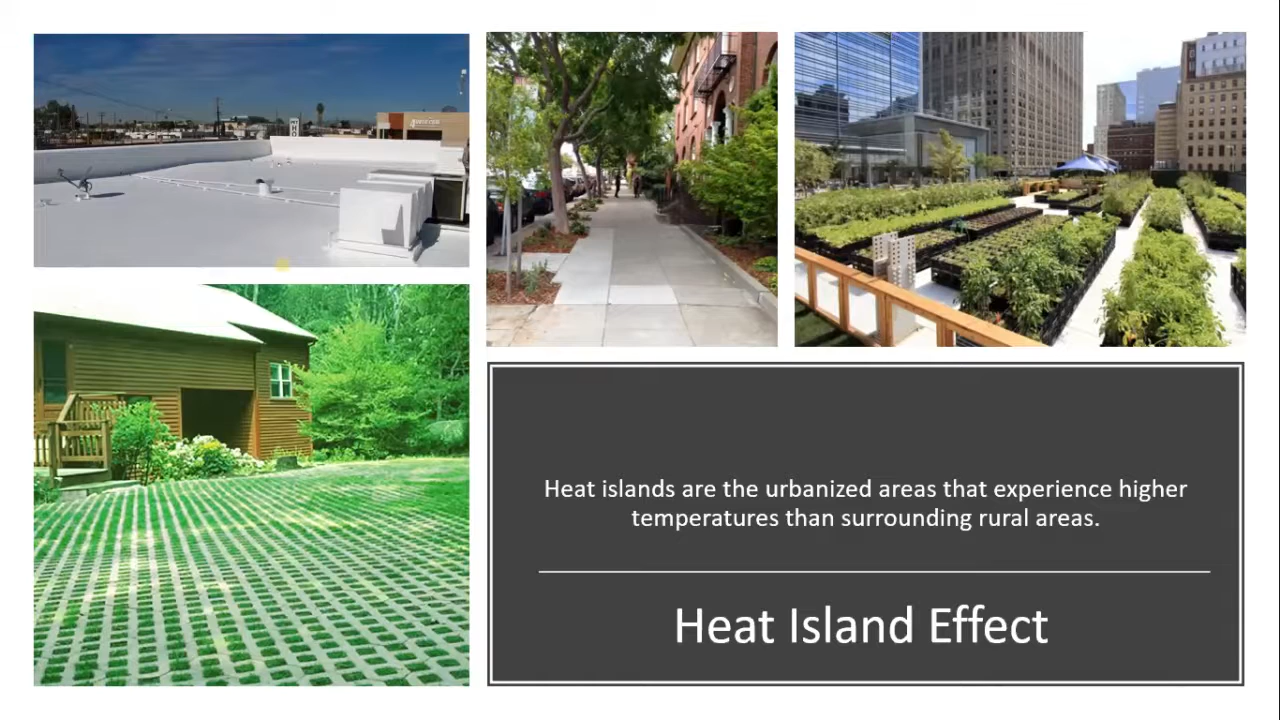 Heat islands are the urbanized areas that experience higher
temperatures than surrounding rural areas.
Heat Island Effect